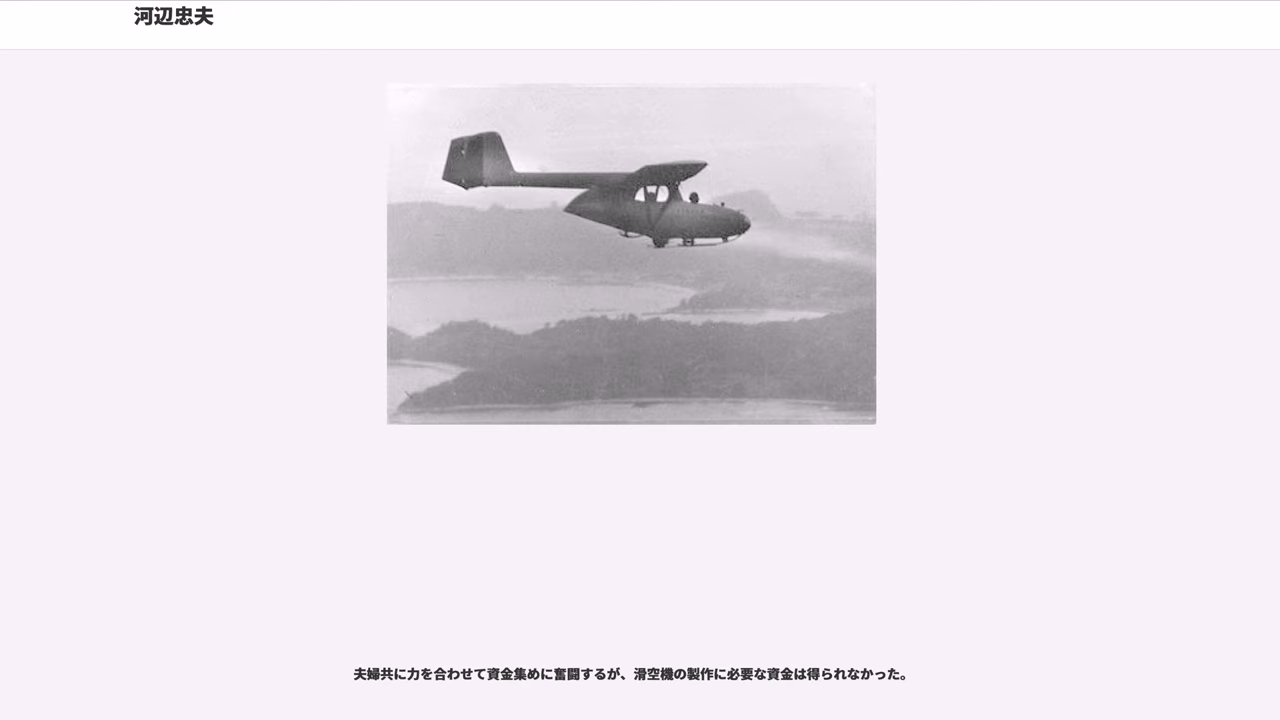 河辺忠夫
夫婦共に力を合わせて資金集めに奮闘するが、滑空機の製作に必要な資金は得られなかった。